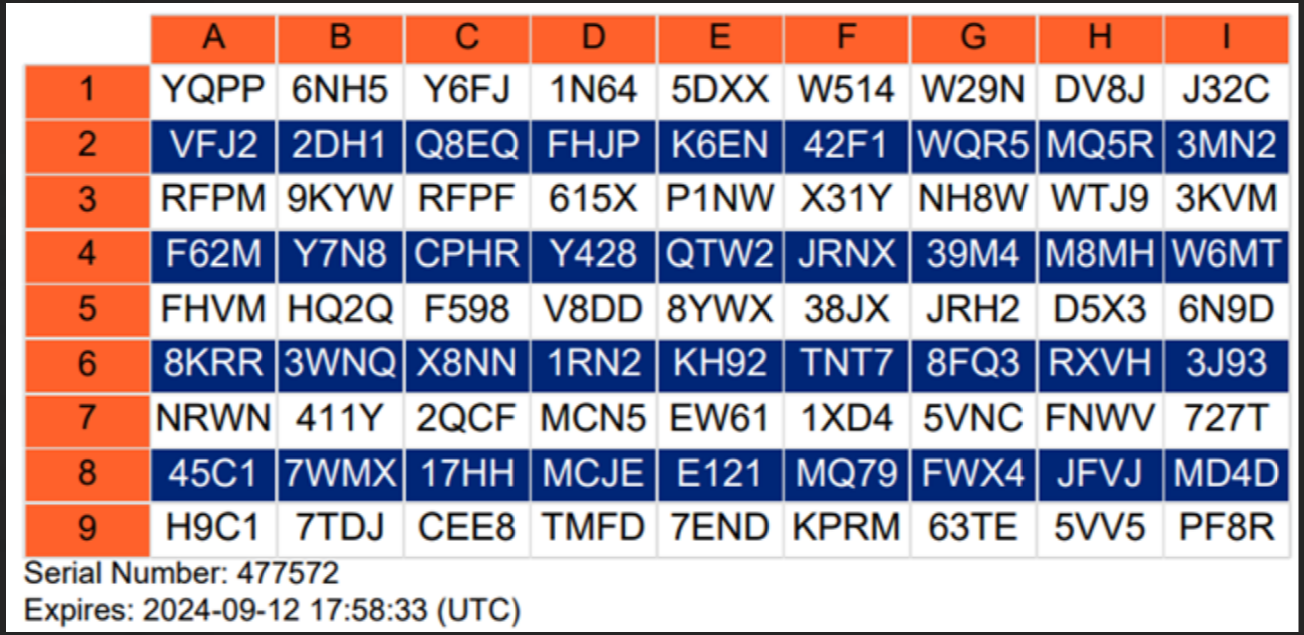 A B C D E F G H I
1 YQPP 6NH5 Y6FJ 1N64 5DXX W514 W29N DV8J J32C
2 VFJ2 2DH1 Q8EQ FHJP K6EN 42F1 WQR5 MQ5R 3MN2
3 RFPM 9KYW RFPF 615X P1NW X31Y NH8W WTJ9 3KVM
4 F62M Y7N8 CPHR Y428 QTW2 JRNX 39M4 M8MH W6MT
5 FHVM HQ2Q F598 V8DD 8YWX 38JX JRH2 D5X3 6N9D
6 8KRR 3WNQ X8NN 1RN2 KH92 TNT7 8FQ3 RXVH 3J93
7 NRWN 411Y 2QCF MCN5 EW61 1XD4 5VNC FNWV 727T
8 45C1 7WMX 17HH MCJE E121 MQ79 FWX4 JFVJ MD4D
9 H9C1 7TDJ CEE8 TMFD 7END KPRM 63TE 5VV5 PF8R
Serial Number: 477572
Expires: 2024-09-12 17:58:33 (UTC)